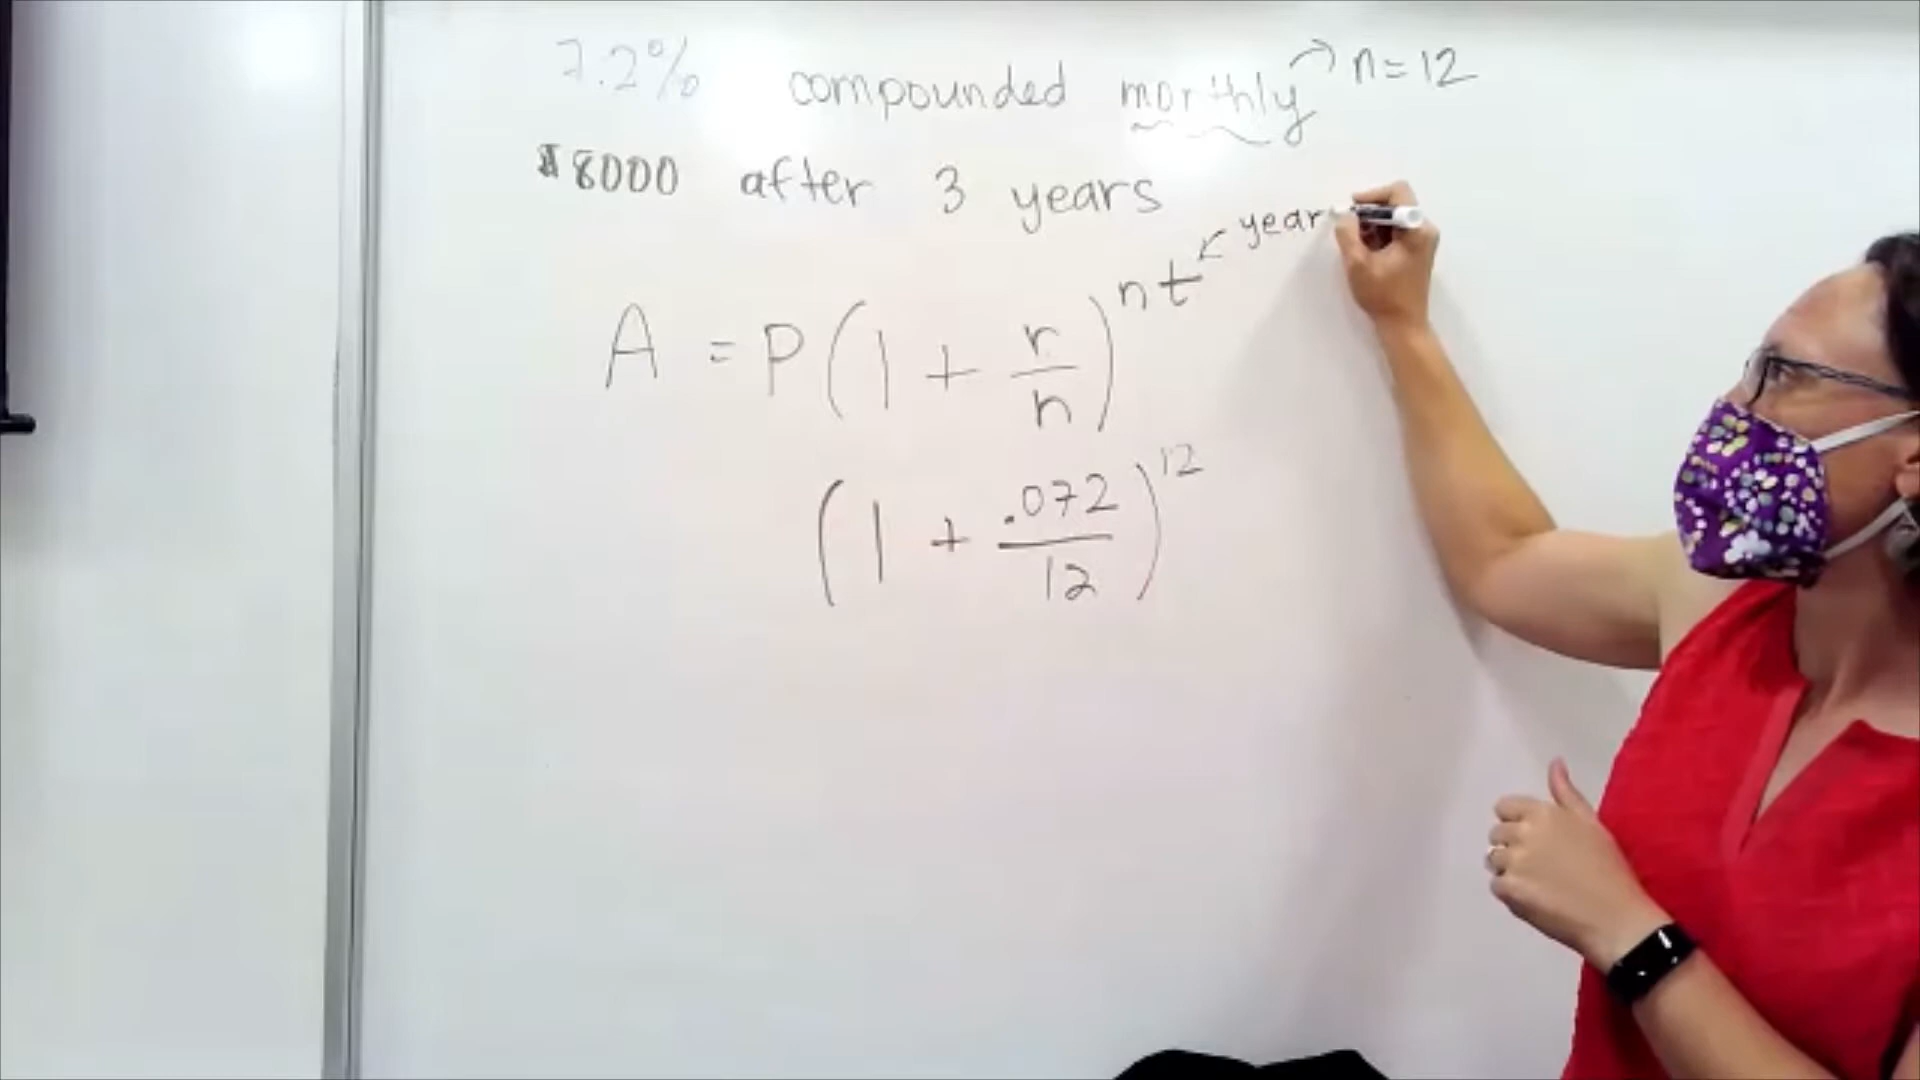 7.2% compounded monthly → n=12
$8000 after 3 years
A = P(1 + r/n)^nt ← year
(1 + .072/12)^12